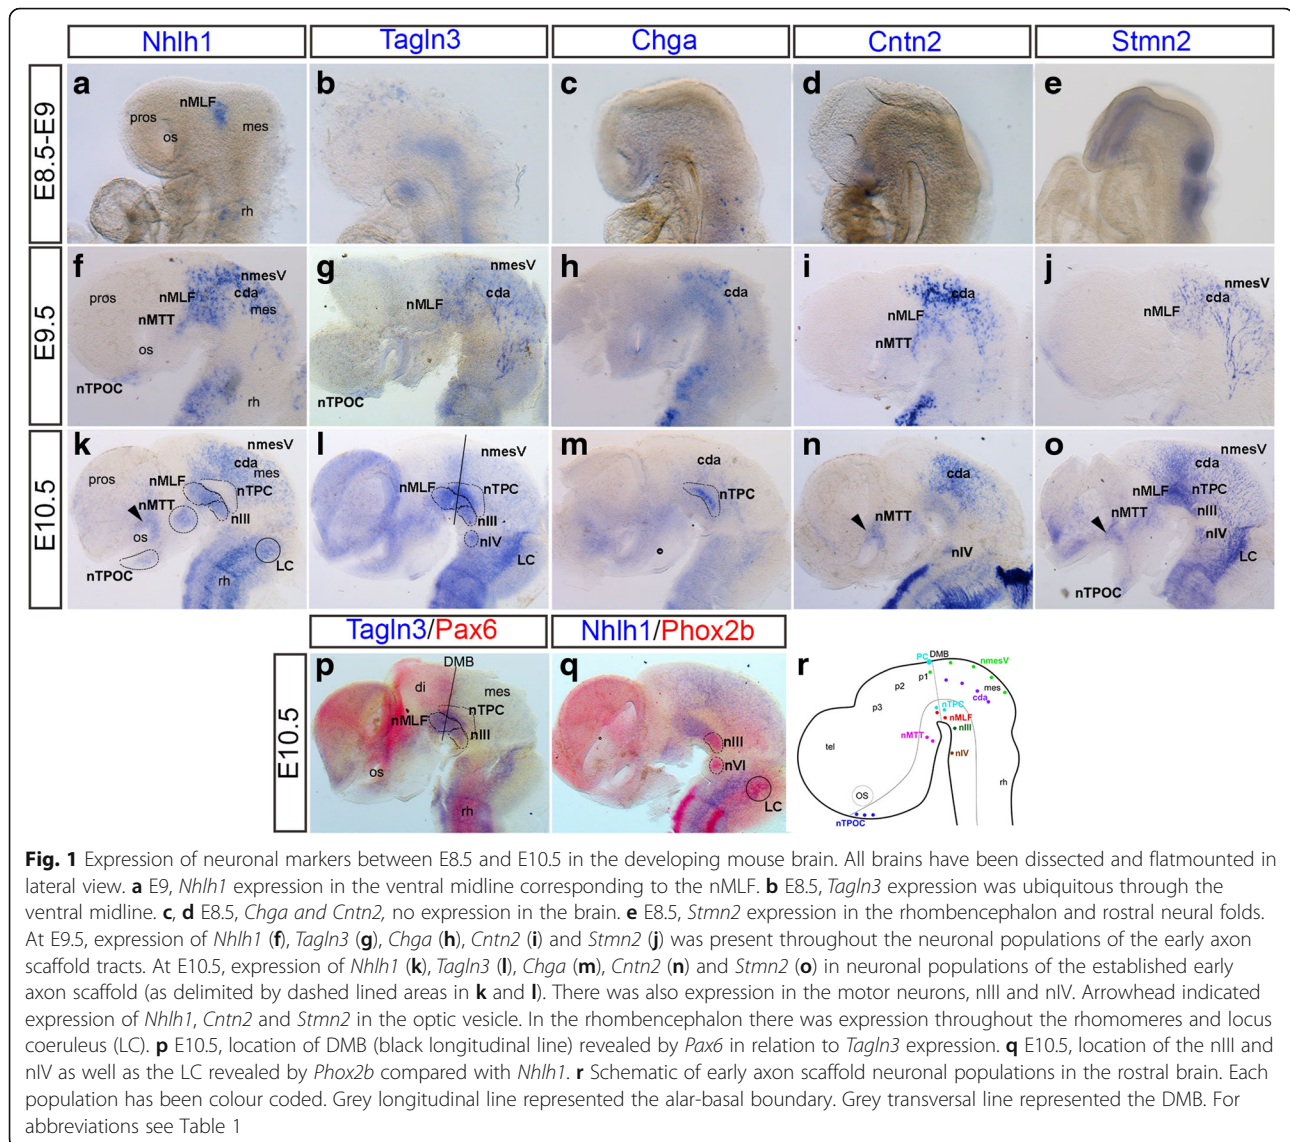 Nhlh1 Tagln3 Chga Cntn2 Stmn2
E8.5-E9
a nMLF pros os mes rh
b
c
d
e
E9.5
f nmesV cda pros nMLF mes nMTT os nTPOC rh
g nmesV cda nMLF nTPOC
h cda
i cda nMLF nMTT
j nmesV cda nMLF
E10.5
k nmesV cda mes pros nMLF nTPC nMTT nIII os LC nTPOC rh
l nmesV nMLF nTPC nIII nIV LC
m cda nTPC
n cda nMTT nIV
o nmesV cda nMLF nTPC nMTT nIII nIV LC nTPOC
Tagln3/Pax6 Nhlh1/Phox2b
E10.5
p DMB di mes nTPC nMLF nIII os rh
q nIII nVI LC
r PC DMB nmesV p1 p2 mes cda p3 nTPC nMLF nIII nMTT tel nIV OS rh nTPOC
Fig. 1 Expression of neuronal markers between E8.5 and E10.5 in the developing mouse brain. All brains have been dissected and flatmounted in
lateral view. a E9, Nhlh1 expression in the ventral midline corresponding to the nMLF. b E8.5, Tagln3 expression was ubiquitous through the
ventral midline. c, d E8.5, Chga and Cntn2, no expression in the brain. e E8.5, Stmn2 expression in the rhombencephalon and rostral neural folds.
At E9.5, expression of Nhlh1 (f), Tagln3 (g), Chga (h), Cntn2 (i) and Stmn2 (j) was present throughout the neuronal populations of the early axon
scaffold tracts. At E10.5, expression of Nhlh1 (k), Tagln3 (l), Chga (m), Cntn2 (n) and Stmn2 (o) in neuronal populations of the established early
axon scaffold (as delimited by dashed lined areas in k and l). There was also expression in the motor neurons, nIII and nIV. Arrowhead indicated
expression of Nhlh1, Cntn2 and Stmn2 in the optic vesicle. In the rhombencephalon there was expression throughout the rhomomeres and locus
coeruleus (LC). p E10.5, location of DMB (black longitudinal line) revealed by Pax6 in relation to Tagln3 expression. q E10.5, location of the nIII and
nIV as well as the LC revealed by Phox2b compared with Nhlh1. r Schematic of early axon scaffold neuronal populations in the rostral brain. Each
population has been colour coded. Grey longitudinal line represented the alar-basal boundary. Grey transversal line represented the DMB. For
abbreviations see Table 1